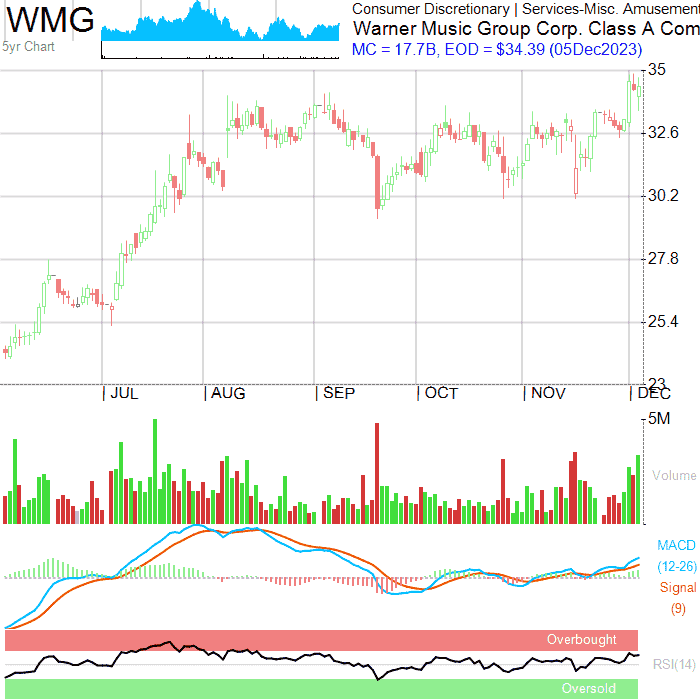 WMG
5yr Chart
Consumer Discretionary | Services-Misc. Amusement
Warner Music Group Corp. Class A Com
MC = 17.7B, EOD = $34.39 (05Dec2023)
35
32.6
30.2
27.8
25.4
23
| JUL | AUG | SEP | OCT | NOV | DEC
5M
Volume
MACD
(12-26)
Signal
(9)
Overbought
RSI(14)
Oversold